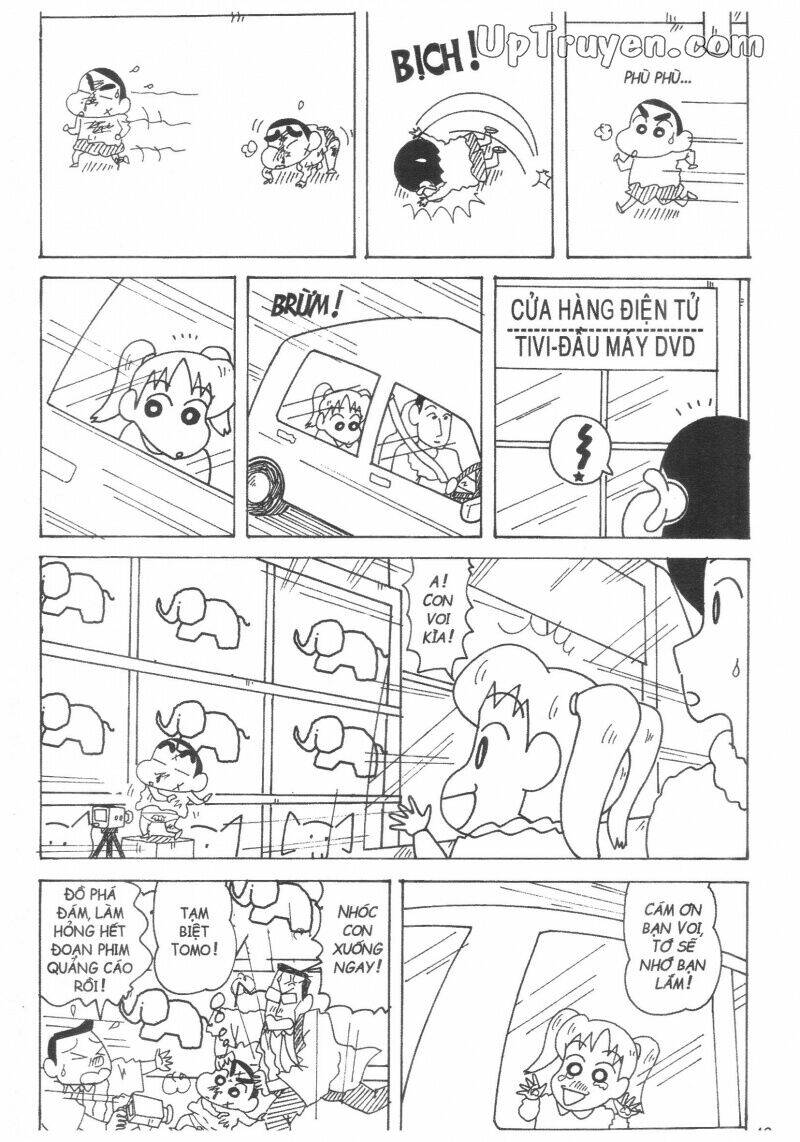 UpTruyen.com
BỊCH!
PHÙ PHÙ...
BRỪM!
CỬA HÀNG ĐIỆN TỬ
TIVI-ĐẦU MÁY DVD
A!
CON
VOI
KÌA!
ĐỒ PHÁ
ĐÁM, LÀM
HỎNG HẾT
ĐOẠN PHIM
QUẢNG CÁO
RỒI!
TẠM
BIỆT
TOMO!
NHÓC
CON
XUỐNG
NGAY!
CÁM ƠN
BẠN VOI,
TỚ SẼ
NHỚ BẠN
LẮM!